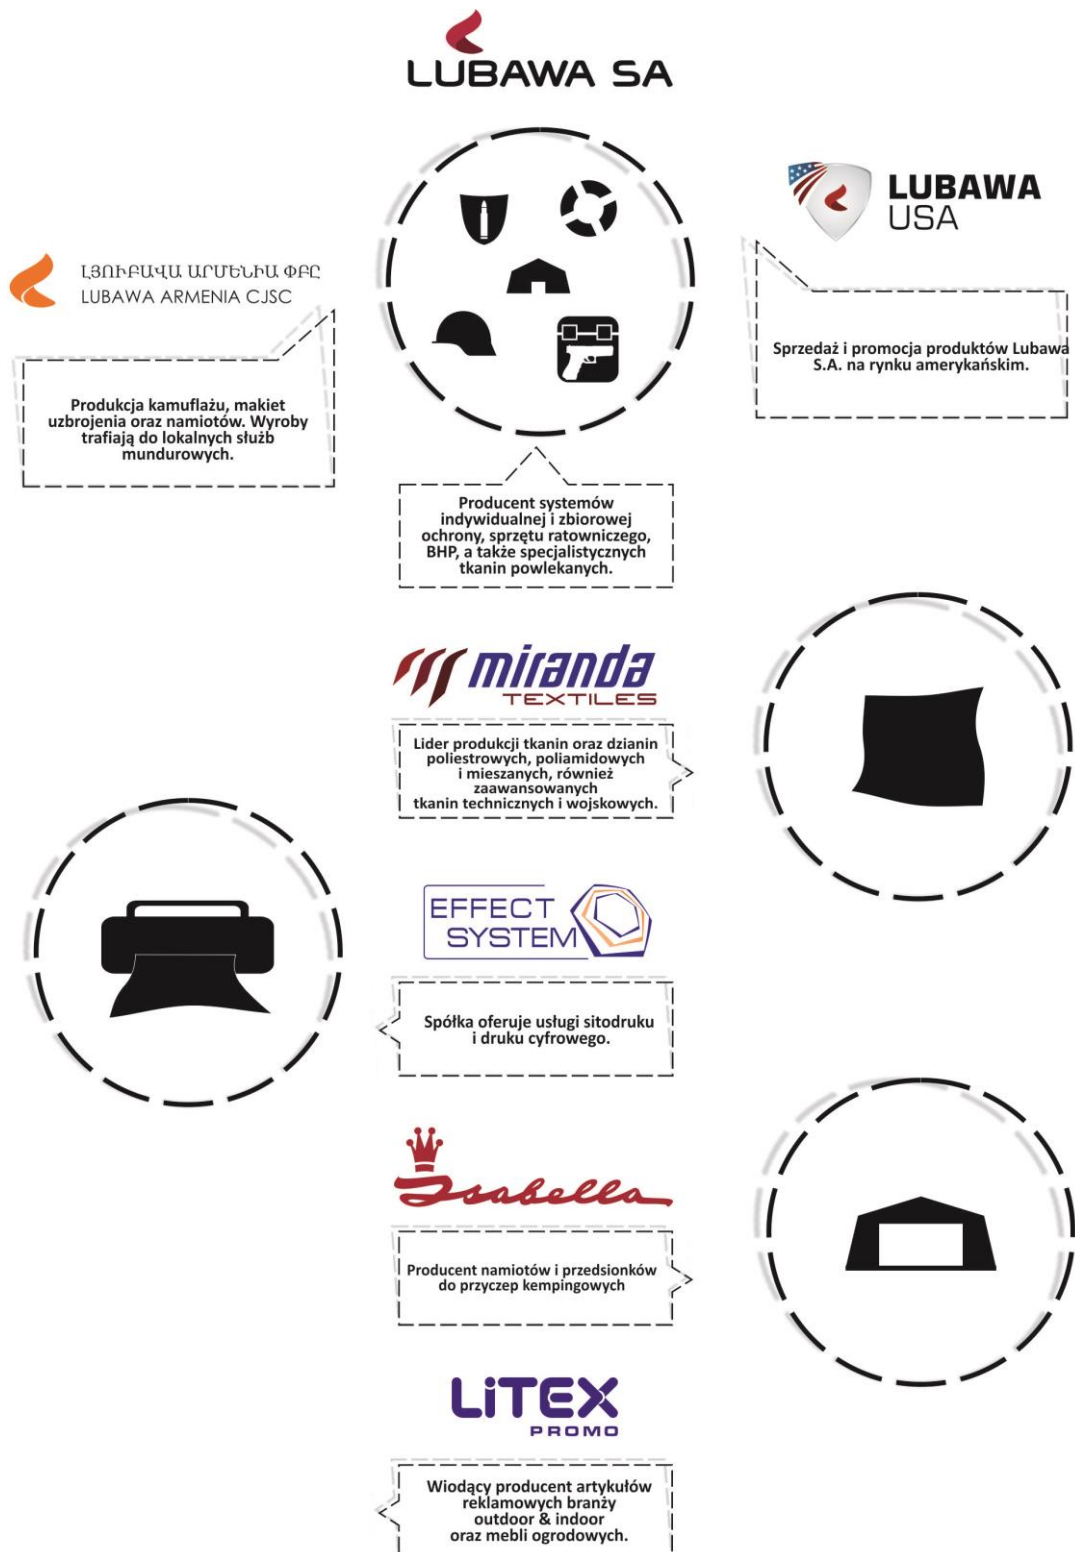 LUBAWA SA
LUBAWA
USA
ԼՅՈՒԲԱՎԱ ԱՐՄԵՆԻԱ ՓԲԸ
LUBAWA ARMENIA CJSC
Sprzedaż i promocja produktów Lubawa
S.A. na rynku amerykańskim.
Produkcja kamuflażu, makiet
uzbrojenia oraz namiotów. Wyroby
trafiają do lokalnych służb
mundurowych.
Producent systemów
indywidualnej i zbiorowej
ochrony, sprzętu ratowniczego,
BHP, a także specjalistycznych
tkanin powlekanych.
miranda
TEXTILES
Lider produkcji tkanin oraz dzianin
poliestrowych, poliamidowych
i mieszanych, również
zaawansowanych
tkanin technicznych i wojskowych.
EFFECT
SYSTEM
Spółka oferuje usługi sitodruku
i druku cyfrowego.
Isabella
Producent namiotów i przedsionków
do przyczep kempingowych
LiTEX
PROMO
Wiodący producent artykułów
reklamowych branży
outdoor & indoor
oraz mebli ogrodowych.